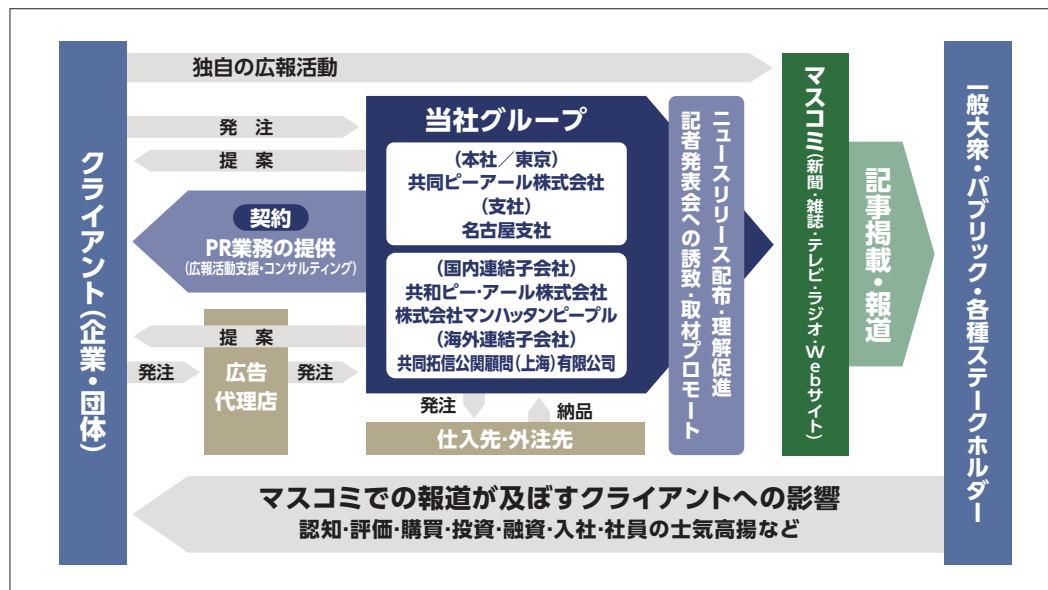 クライアント(企業・団体)
独自の広報活動
発 注
提 案
契約
PR業務の提供
(広報活動支援・コンサルティング)
提 案
発注
広告
代理店
発注
当社グループ
(本社／東京)
共同ピーアール株式会社
(支社)
名古屋支社
(国内連結子会社)
共和ピー・アール株式会社
株式会社マンハッタンピープル
(海外連結子会社)
共同拓信公関顧問(上海)有限公司
発注
納品
仕入先・外注先
ニュースリリース配布・理解促進
記者発表会への誘致・取材プロモート
マスコミ(新聞・雑誌・テレビ・ラジオ・Webサイト)
記事掲載・報道
一般大衆・パブリック・各種ステークホルダー
マスコミでの報道が及ぼすクライアントへの影響
認知・評価・購買・投資・融資・入社・社員の士気高揚など